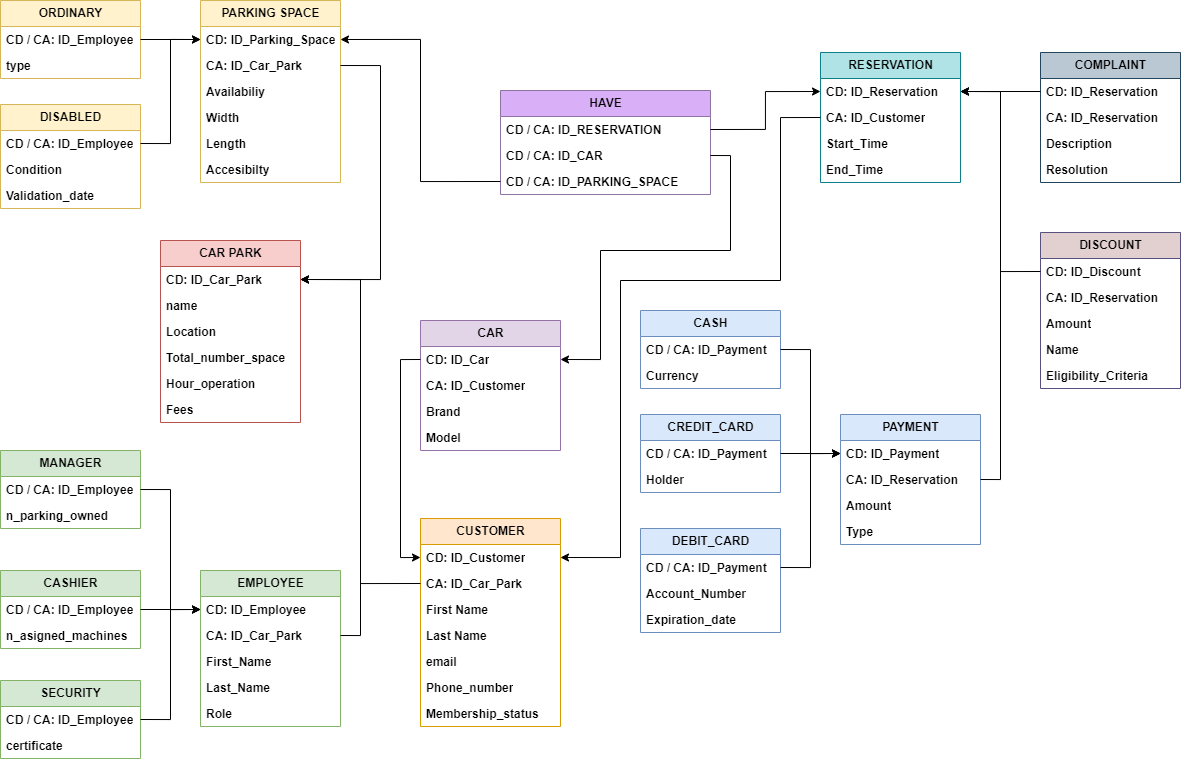 ORDINARY
CD / CA: ID_Employee
type
DISABLED
CD / CA: ID_Employee
Condition
Validation_date
PARKING SPACE
CD: ID_Parking_Space
CA: ID_Car_Park
Availabiliy
Width
Length
Accesibilty
HAVE
CD / CA: ID_RESERVATION
CD / CA: ID_CAR
CD / CA: ID_PARKING_SPACE
RESERVATION
CD: ID_Reservation
CA: ID_Customer
Start_Time
End_Time
COMPLAINT
CD: ID_Reservation
CA: ID_Reservation
Description
Resolution
CAR PARK
CD: ID_Car_Park
name
Location
Total_number_space
Hour_operation
Fees
CAR
CD: ID_Car
CA: ID_Customer
Brand
Model
CASH
CD / CA: ID_Payment
Currency
CREDIT_CARD
CD / CA: ID_Payment
Holder
DEBIT_CARD
CD / CA: ID_Payment
Account_Number
Expiration_date
PAYMENT
CD: ID_Payment
CA: ID_Reservation
Amount
Type
DISCOUNT
CD: ID_Discount
CA: ID_Reservation
Amount
Name
Eligibility_Criteria
MANAGER
CD / CA: ID_Employee
n_parking_owned
CASHIER
CD / CA: ID_Employee
n_asigned_machines
SECURITY
CD / CA: ID_Employee
certificate
EMPLOYEE
CD: ID_Employee
CA: ID_Car_Park
First_Name
Last_Name
Role
CUSTOMER
CD: ID_Customer
CA: ID_Car_Park
First Name
Last Name
email
Phone_number
Membership_status